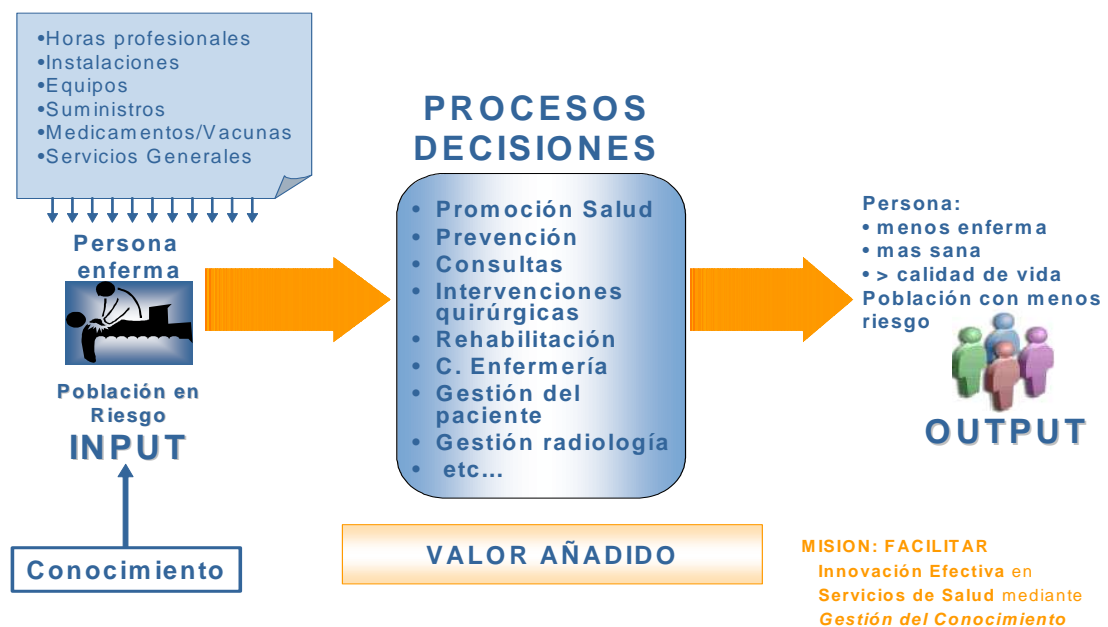 •Horas profesionales
•Instalaciones
•Equipos
•Suministros
•Medicamentos/Vacunas
•Servicios Generales
Persona
enferma
Población en
Riesgo
INPUT
Conocimiento
PROCESOS
DECISIONES
• Promoción Salud
• Prevención
• Consultas
• Intervenciones
quirúrgicas
• Rehabilitación
• C. Enfermería
• Gestión del
paciente
• Gestión radiología
• etc...
VALOR AÑADIDO
Persona:
• menos enferma
• mas sana
• > calidad de vida
Población con menos
riesgo
OUTPUT
MISION: FACILITAR
Innovación Efectiva en
Servicios de Salud mediante
Gestión del Conocimiento